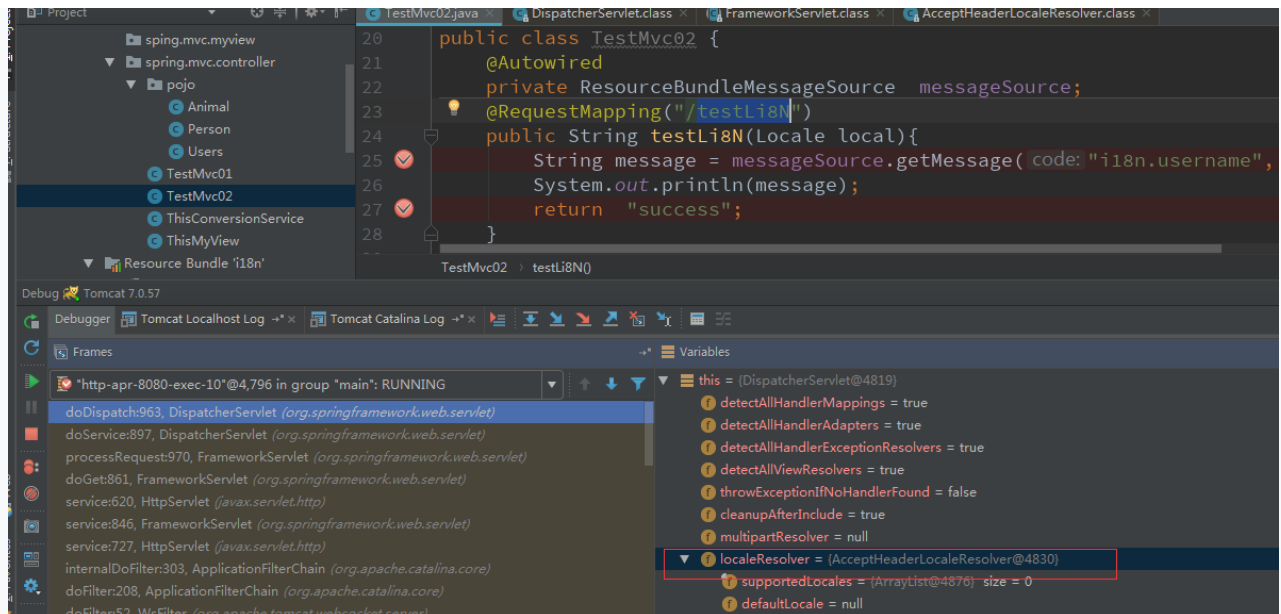 Project
TestMvc02.java × DispatcherServlet.class × FrameworkServlet.class × AcceptHeaderLocaleResolver.class ×
sping.mvc.myview
spring.mvc.controller
pojo
Animal
Person
Users
TestMvc01
TestMvc02
ThisConversionService
ThisMyView
Resource Bundle 'i18n'
20 public class TestMvc02 {
21 @Autowired
22 private ResourceBundleMessageSource messageSource;
23 @RequestMapping("/testLi8N")
24 public String testLi8N(Locale local){
25 String message = messageSource.getMessage( code: "i18n.username",
26 System.out.println(message);
27 return "success";
28 }
TestMvc02 › testLi8N()
Debug Tomcat 7.0.57
Debugger Tomcat Localhost Log →* × Tomcat Catalina Log →* ×
Frames
"http-apr-8080-exec-10"@4,796 in group "main": RUNNING
doDispatch:963, DispatcherServlet (org.springframework.web.servlet)
doService:897, DispatcherServlet (org.springframework.web.servlet)
processRequest:970, FrameworkServlet (org.springframework.web.servlet)
doGet:861, FrameworkServlet (org.springframework.web.servlet)
service:620, HttpServlet (javax.servlet.http)
service:846, FrameworkServlet (org.springframework.web.servlet)
service:727, HttpServlet (javax.servlet.http)
internalDoFilter:303, ApplicationFilterChain (org.apache.catalina.core)
doFilter:208, ApplicationFilterChain (org.apache.catalina.core)
doFilter:52, WsFilter (org.apache.tomcat.websocket.server)
Variables
this = {DispatcherServlet@4819}
detectAllHandlerMappings = true
detectAllHandlerAdapters = true
detectAllHandlerExceptionResolvers = true
detectAllViewResolvers = true
throwExceptionIfNoHandlerFound = false
cleanupAfterInclude = true
multipartResolver = null
localeResolver = {AcceptHeaderLocaleResolver@4830}
supportedLocales = {ArrayList@4876} size = 0
defaultLocale = null